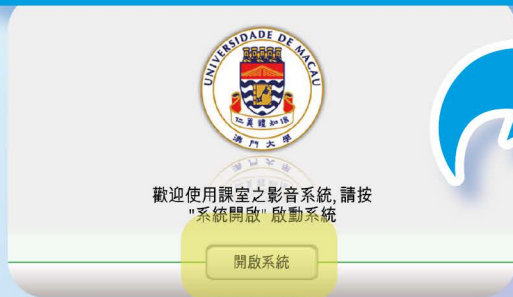 UNIVERSIDADE DE MACAU
仁義禮知信
澳門大學
歡迎使用課室之影音系統, 請按
"系統開啟" 啟動系統
開啟系統